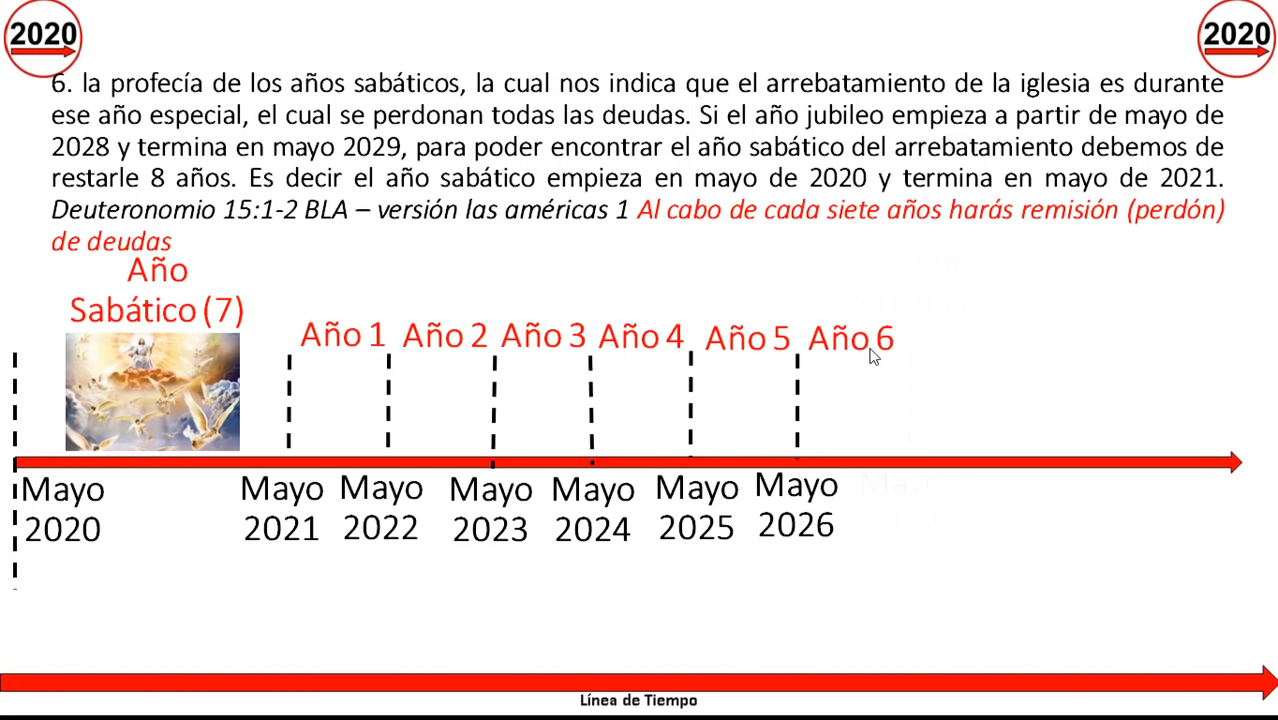 2020
2020
6. la profecía de los años sabáticos, la cual nos indica que el arrebatamiento de la iglesia es durante
ese año especial, el cual se perdonan todas las deudas. Si el año jubileo empieza a partir de mayo de
2028 y termina en mayo 2029, para poder encontrar el año sabático del arrebatamiento debemos de
restarle 8 años. Es decir el año sabático empieza en mayo de 2020 y termina en mayo de 2021.
Deuteronomio 15:1-2 BLA – versión las américas 1 Al cabo de cada siete años harás remisión (perdón)
de deudas
Año
Sabático (7)
Año 1 Año 2 Año 3 Año 4 Año 5 Año 6
Mayo Mayo Mayo Mayo Mayo Mayo Mayo
2020 2021 2022 2023 2024 2025 2026
Línea de Tiempo